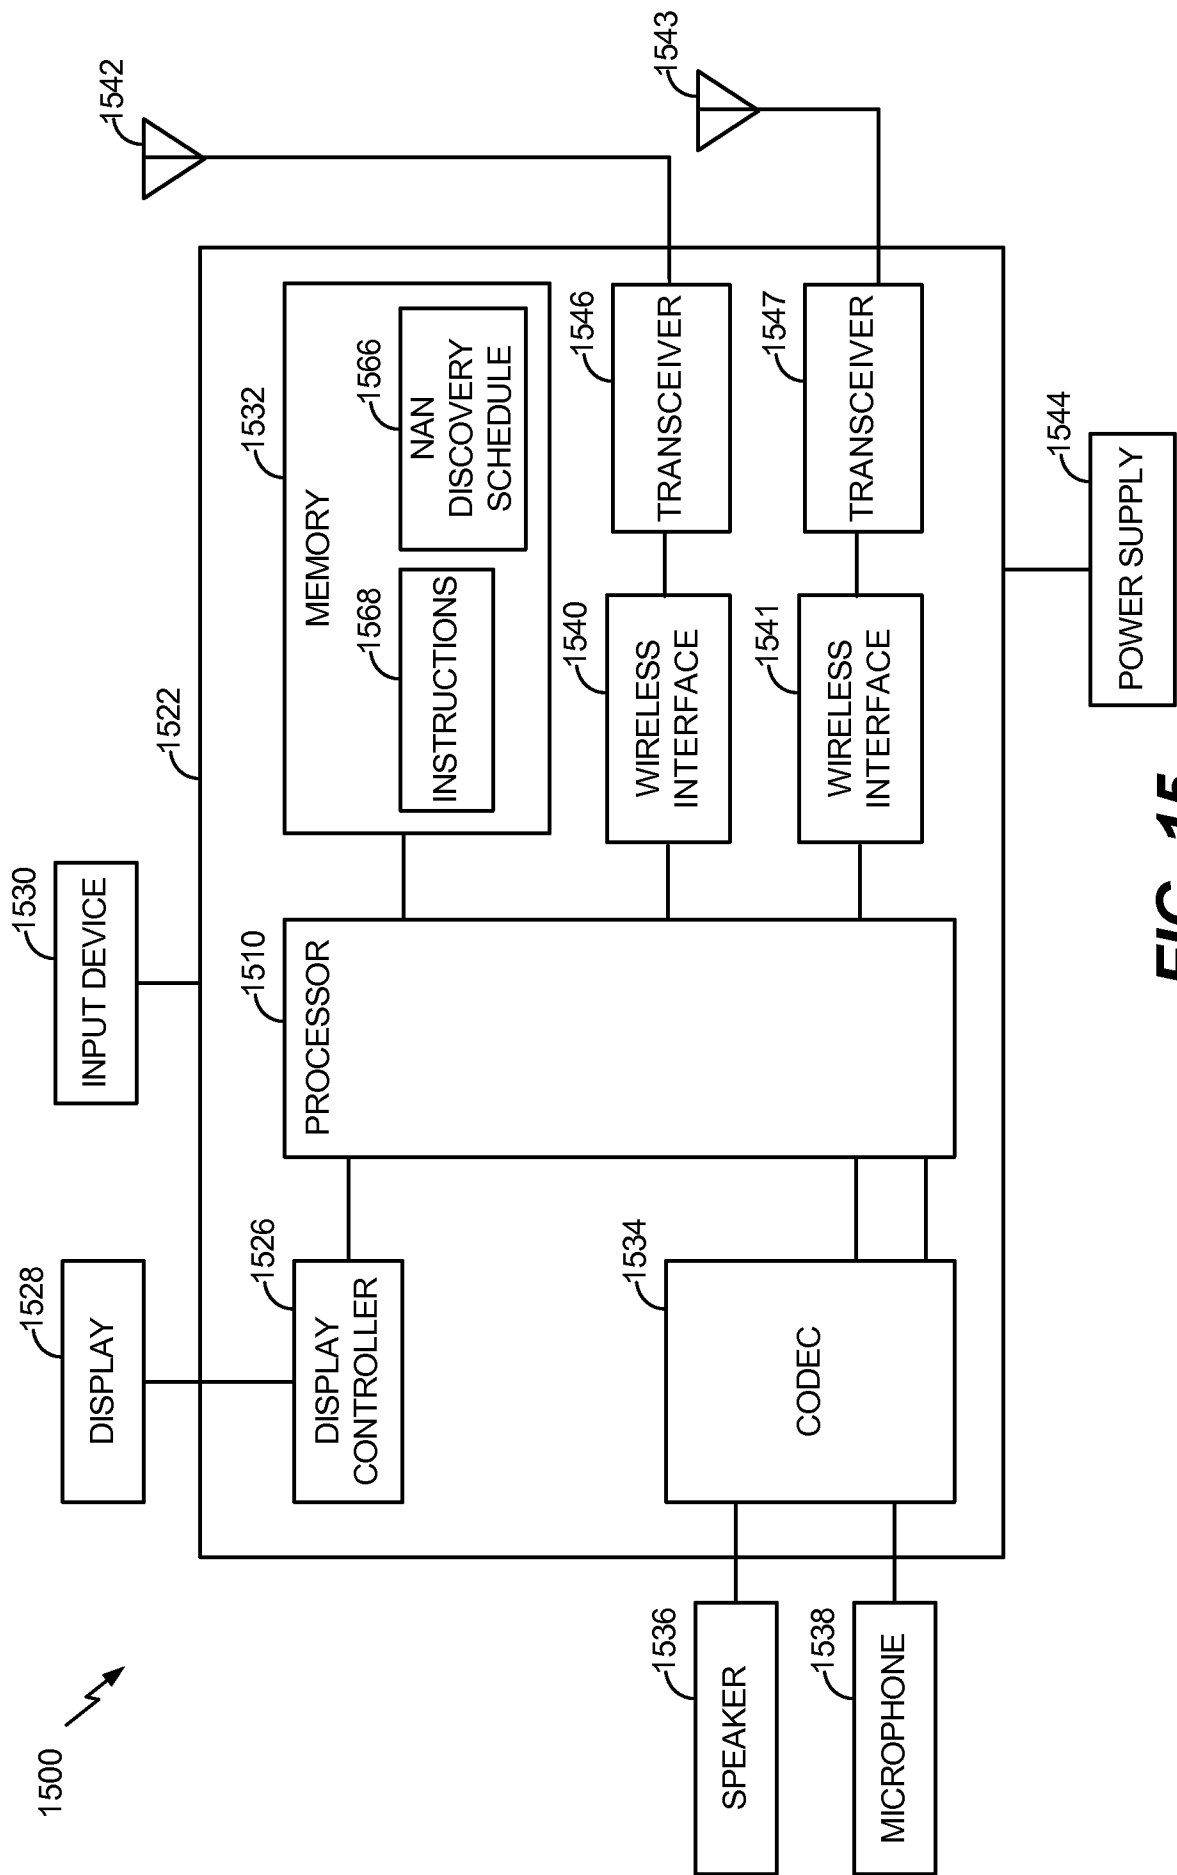 1500
1528
DISPLAY
1530
INPUT DEVICE
1522
1542
1543
1526
DISPLAY
CONTROLLER
1510
PROCESSOR
1532
MEMORY
1568
INSTRUCTIONS
1566
NAN
DISCOVERY
SCHEDULE
1534
CODEC
1540
WIRELESS
INTERFACE
1546
TRANSCEIVER
1541
WIRELESS
INTERFACE
1547
TRANSCEIVER
1536
SPEAKER
1538
MICROPHONE
1544
POWER SUPPLY
FIG. 15